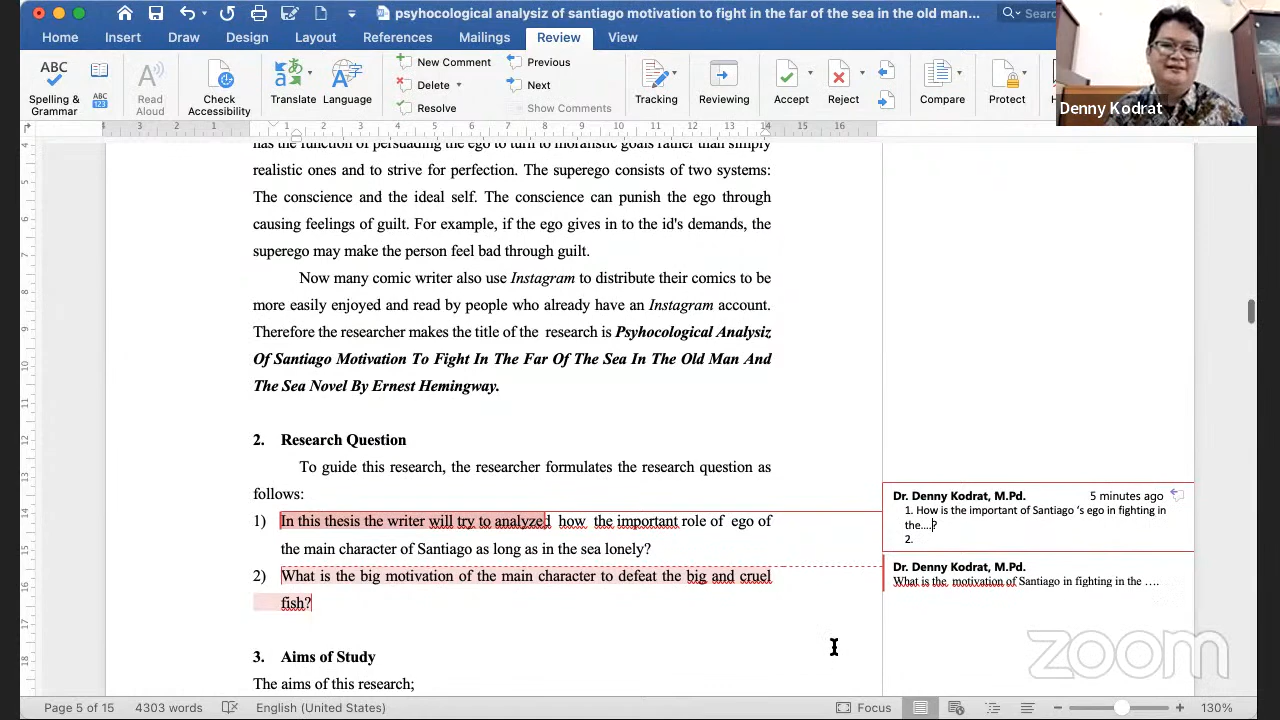 psyhocological analysiz of santiago motivation to fight in the far of the sea in the old man...
Home Insert Draw Design Layout References Mailings Review View
ABC Spelling & Grammar
ABC 123
Read Aloud
Check Accessibility
Translate
Language
New Comment
Delete
Resolve
Previous
Next
Show Comments
Tracking
Reviewing
Accept
Reject
Compare
Protect
Denny Kodrat
has the function of persuading the ego to turn to moralistic goals rather than simply
realistic ones and to strive for perfection. The superego consists of two systems:
The conscience and the ideal self. The conscience can punish the ego through
causing feelings of guilt. For example, if the ego gives in to the id's demands, the
superego may make the person feel bad through guilt.
Now many comic writer also use Instagram to distribute their comics to be
more easily enjoyed and read by people who already have an Instagram account.
Therefore the researcher makes the title of the research is Psyhocological Analysiz
Of Santiago Motivation To Fight In The Far Of The Sea In The Old Man And
The Sea Novel By Ernest Hemingway.
2. Research Question
To guide this research, the researcher formulates the research question as
follows:
1) In this thesis the writer will try to analyzed how the important role of ego of
the main character of Santiago as long as in the sea lonely?
2) What is the big motivation of the main character to defeat the big and cruel
fish?
3. Aims of Study
The aims of this research;
Dr. Denny Kodrat, M.Pd. 5 minutes ago
1. How is the important of Santiago 's ego in fighting in
the....?
2.
Dr. Denny Kodrat, M.Pd.
What is the motivation of Santiago in fighting in the ….
zoom
Page 5 of 15 4303 words English (United States) Focus 130%